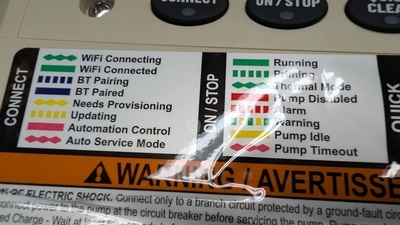 CONNECT
ON / STOP
CLEA
CONNECT
WiFi Connecting
WiFi Connected
BT Pairing
BT Paired
Needs Provisioning
Updating
Automation Control
Auto Service Mode
ON / STOP
Running
Priming
Thermal Mode
Pump Disabled
Alarm
Warning
Pump Idle
Pump Timeout
QUICK
WARNING / AVERTISSE
OF ELECTRIC SHOCK. Connect only to a branch circuit protected by a ground-fault circ
connect power to the pump at the circuit breaker before servicing the pump.
Charge - Wait at